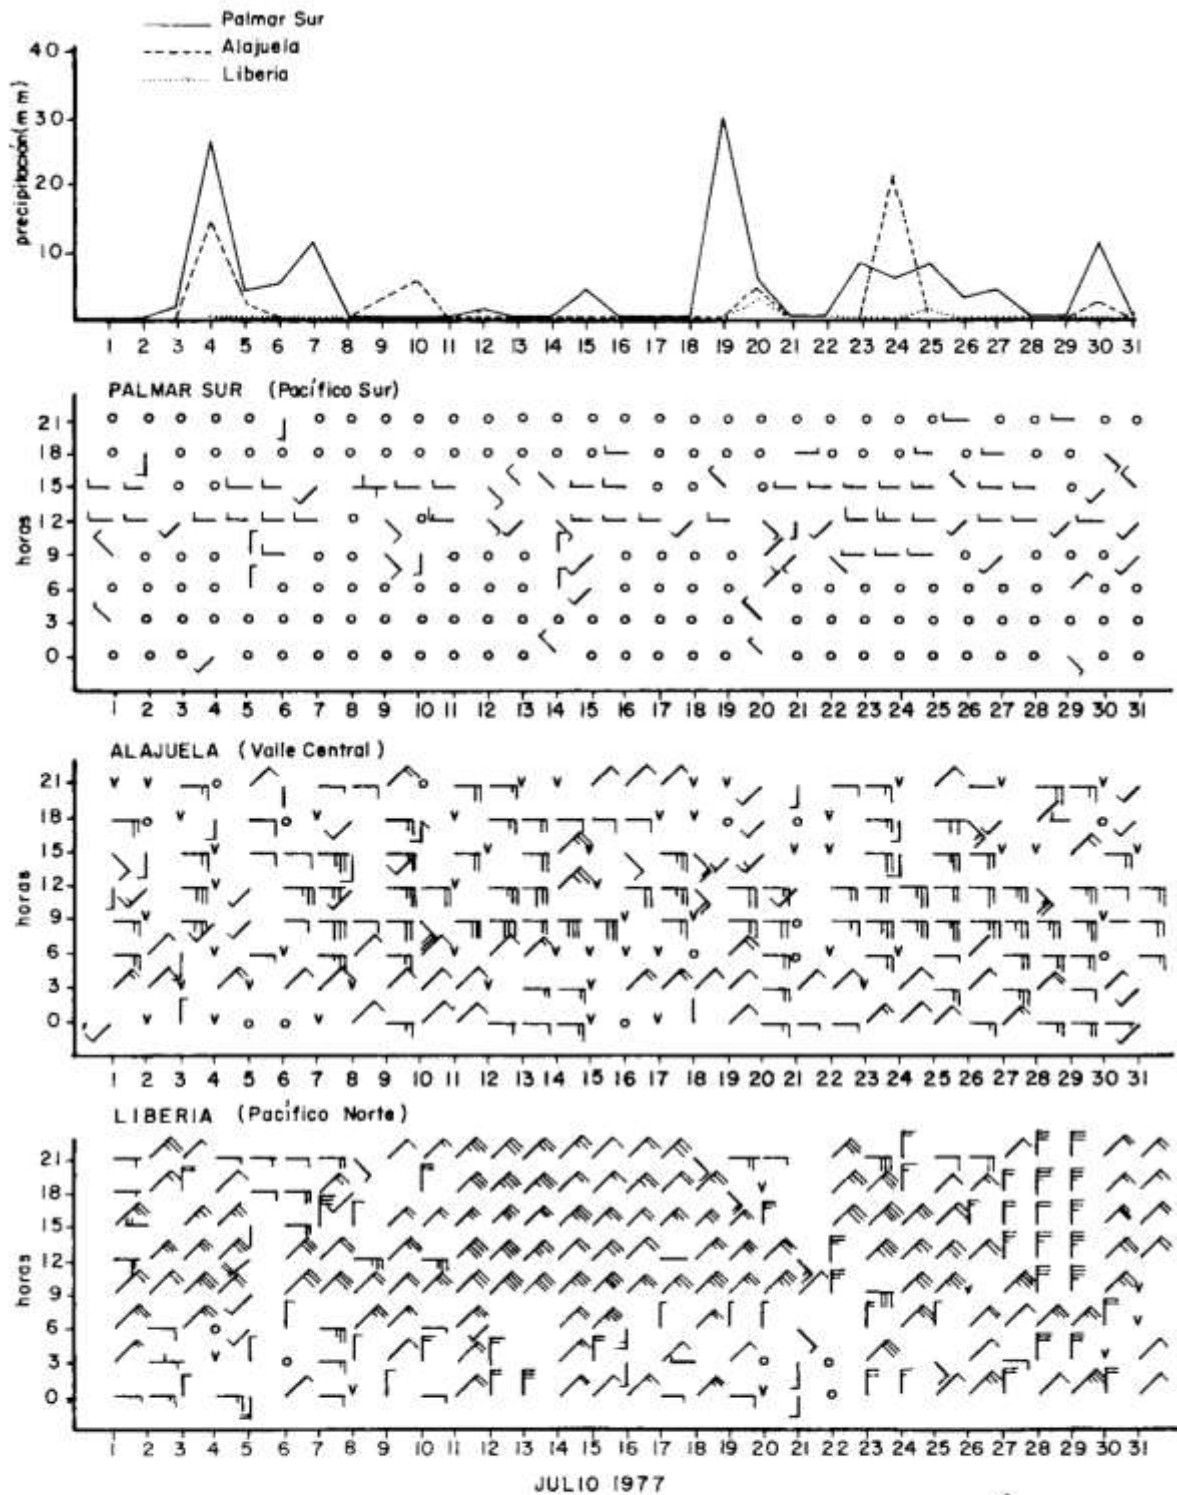 Palmar Sur
Alajuela
Liberia
40
30
20
10
precipitación(mm)
1 2 3 4 5 6 7 8 9 10 11 12 13 14 15 16 17 18 19 20 21 22 23 24 25 26 27 28 29 30 31
PALMAR SUR (Pacífico Sur)
21
18
15
12
9
6
3
0
horas
1 2 3 4 5 6 7 8 9 10 11 12 13 14 15 16 17 18 19 20 21 22 23 24 25 26 27 28 29 30 31
ALAJUELA (Valle Central)
21
18
15
12
9
6
3
0
horas
1 2 3 4 5 6 7 8 9 10 11 12 13 14 15 16 17 18 19 20 21 22 23 24 25 26 27 28 29 30 31
LIBERIA (Pacífico Norte)
21
18
15
12
9
6
3
0
horas
1 2 3 4 5 6 7 8 9 10 11 12 13 14 15 16 17 18 19 20 21 22 23 24 25 26 27 28 29 30 31
JULIO 1977